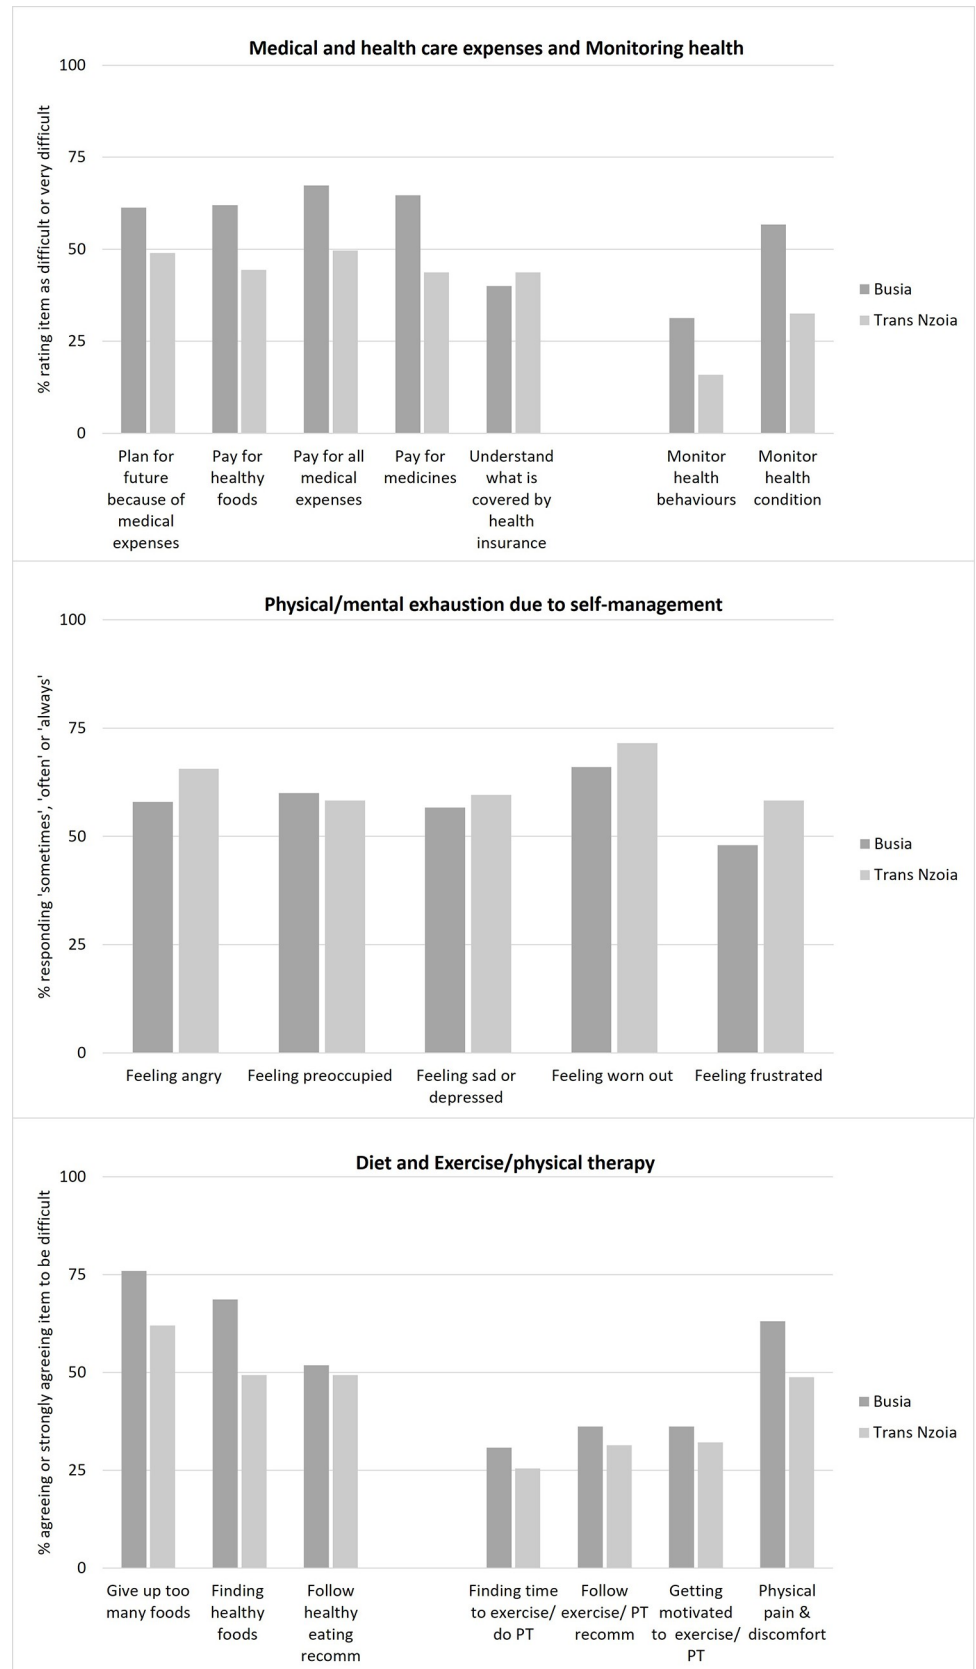 Medical and health care expenses and Monitoring health
% rating item as difficult or very difficult
100
75
50
25
0
Plan for
future
because of
medical
expenses
Pay for
healthy
foods
Pay for all
medical
expenses
Pay for
medicines
Understand
what is
covered by
health
insurance
Monitor
health
behaviours
Monitor
health
condition
Busia
Trans Nzoia
Physical/mental exhaustion due to self-management
% responding 'sometimes', 'often' or 'always'
100
75
50
25
0
Feeling angry
Feeling preoccupied
Feeling sad or
depressed
Feeling worn out
Feeling frustrated
Busia
Trans Nzoia
Diet and Exercise/physical therapy
% agreeing or strongly agreeing item to be difficult
100
75
50
25
0
Give up too
many foods
Finding
healthy
foods
Follow
healthy
eating
recomm
Finding time
to exercise/
do PT
Follow
exercise/ PT
recomm
Getting
motivated
to exercise/
PT
Physical
pain &
discomfort
Busia
Trans Nzoia